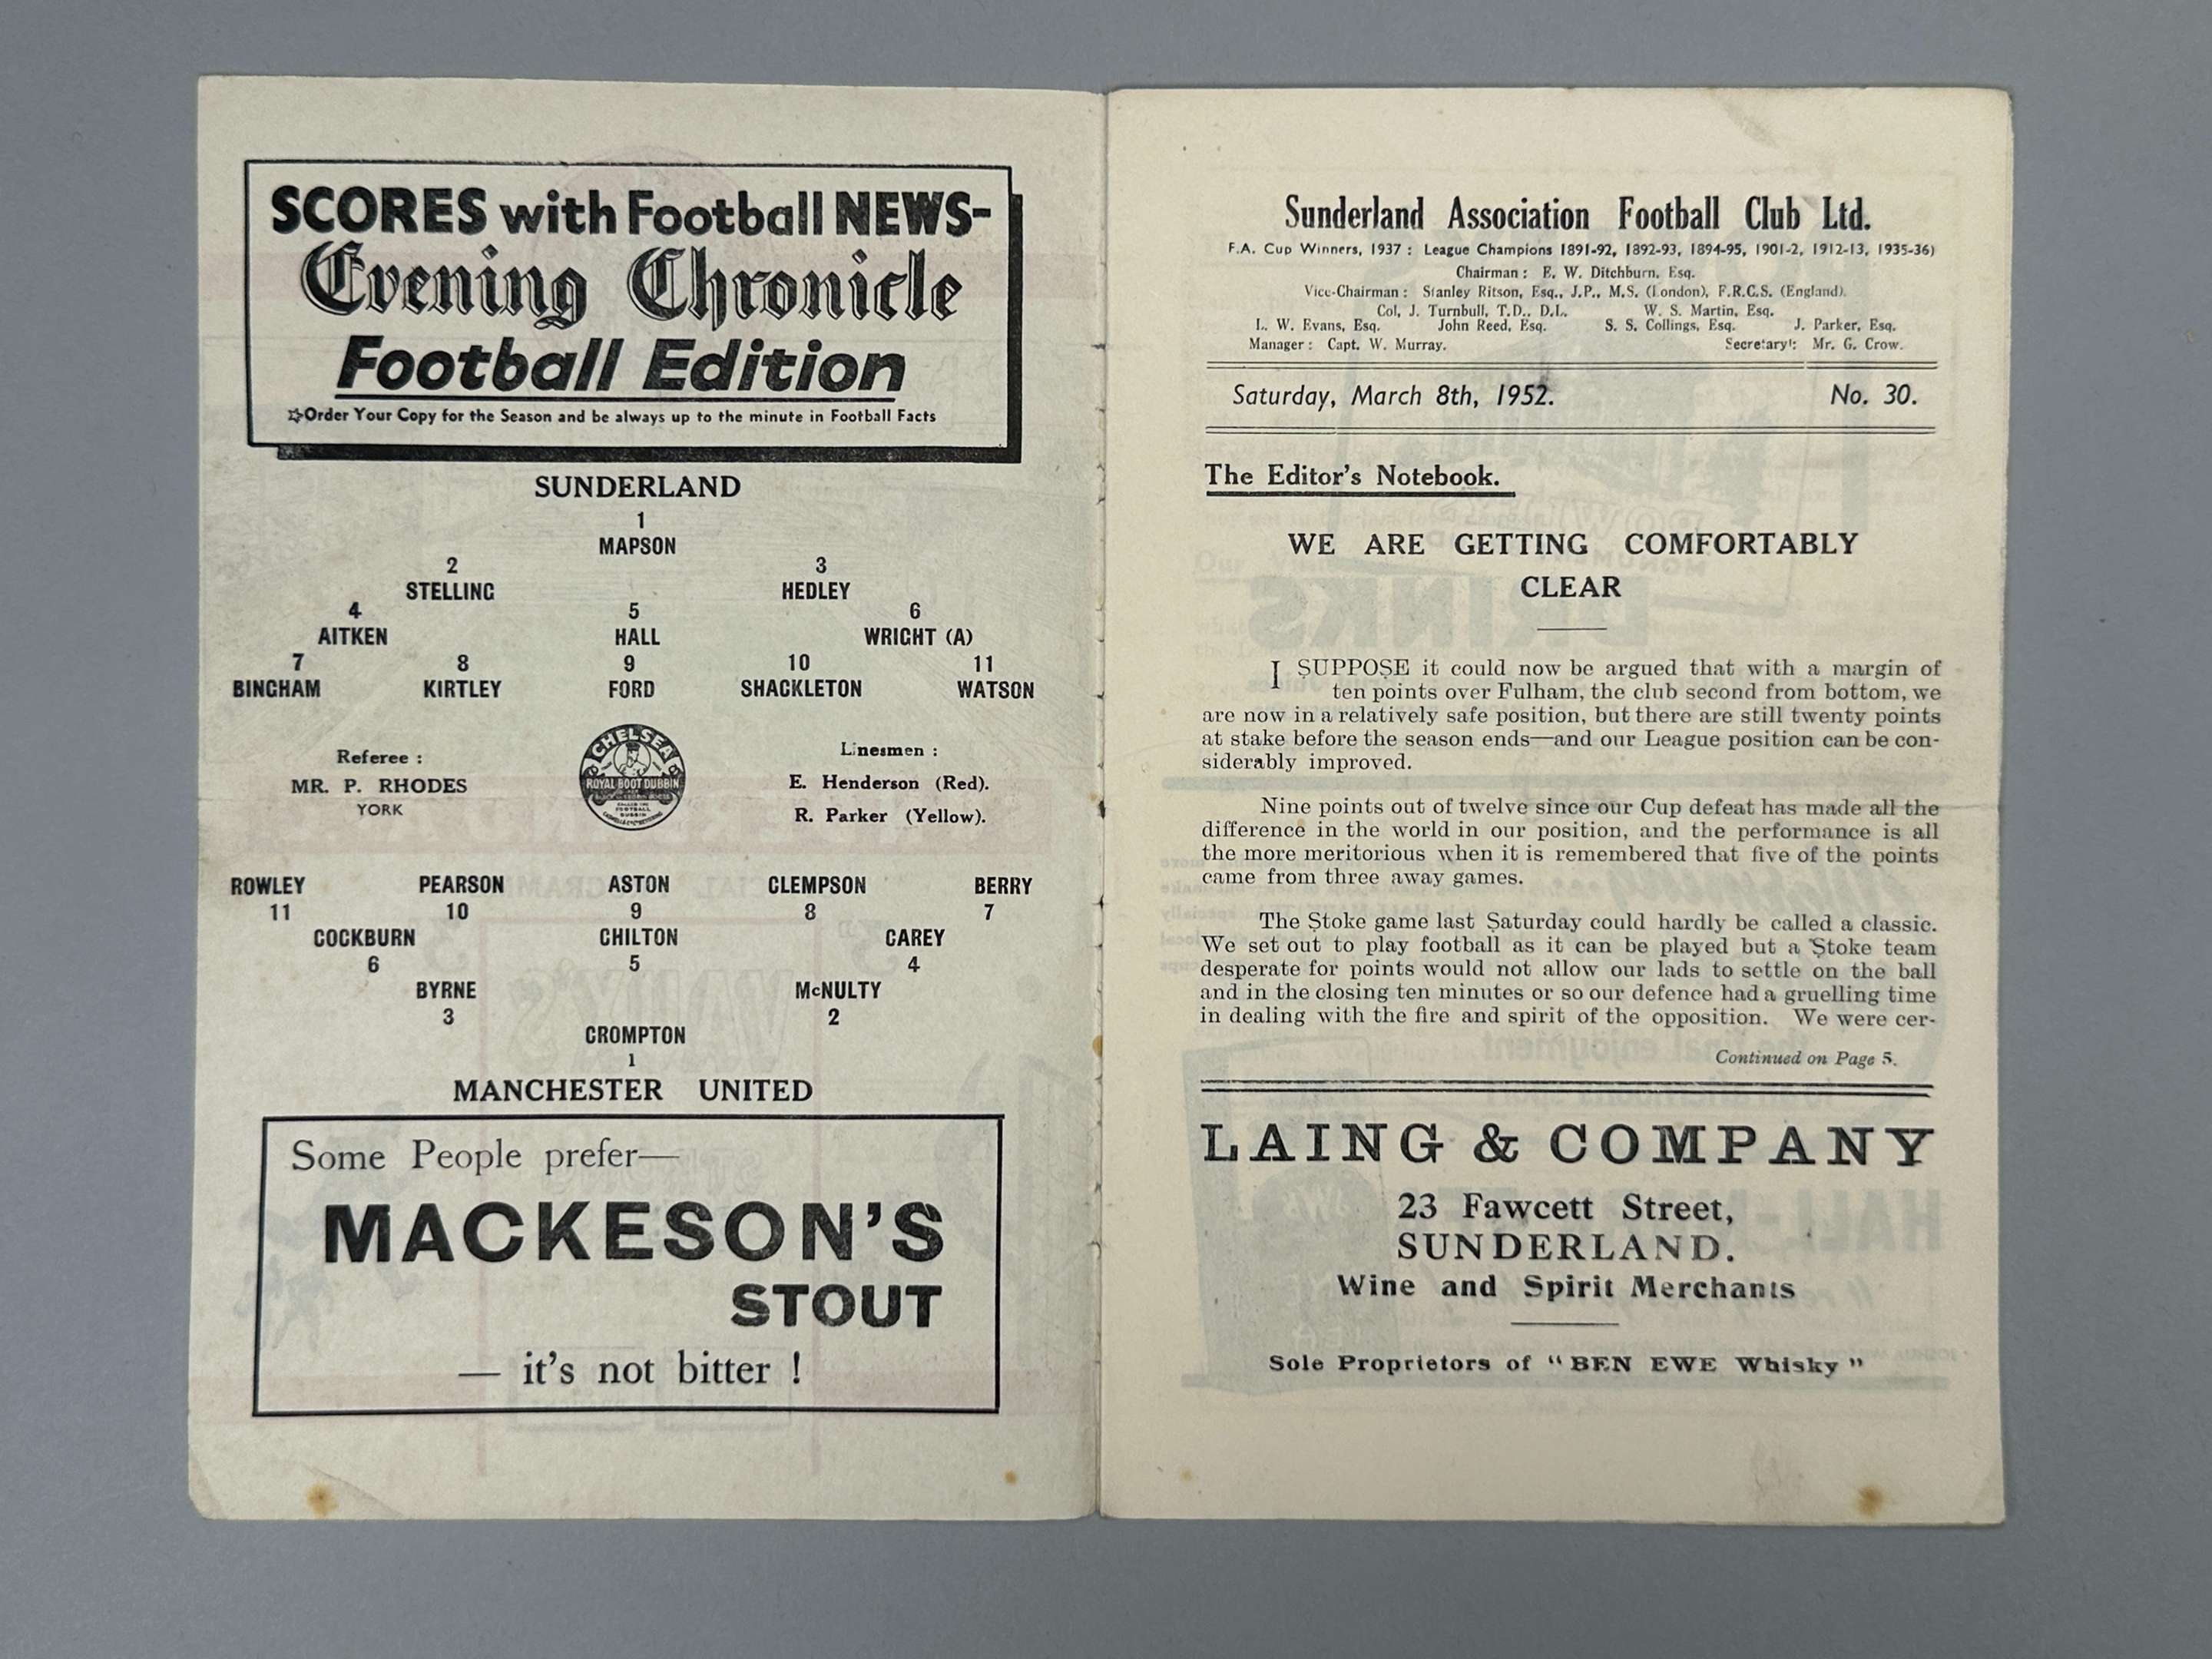 SCORES with Football NEWS-
Evening Chronicle
Football Edition
☆Order Your Copy for the Season and be always up to the minute in Football Facts
SUNDERLAND
1
MAPSON
2 3
STELLING HEDLEY
4 5 6
AITKEN HALL WRIGHT (A)
7 8 9 10 11
BINGHAM KIRTLEY FORD SHACKLETON WATSON
Referee :
MR. P. RHODES
YORK
CHELSEA
ROYAL BOOT DUBBIN
Linesmen :
E. Henderson (Red).
R. Parker (Yellow).
ROWLEY PEARSON ASTON CLEMPSON BERRY
11 10 9 8 7
COCKBURN CHILTON CAREY
6 5 4
BYRNE McNULTY
3 2
CROMPTON
1
MANCHESTER UNITED
Some People prefer—
MACKESON'S
STOUT
— it's not bitter !
Sunderland Association Football Club Ltd.
F.A. Cup Winners, 1937 : League Champions 1891-92, 1892-93, 1894-95, 1901-2, 1912-13, 1935-36)
Chairman : E. W. Ditchburn, Esq.
Vice-Chairman : Stanley Ritson, Esq., J.P., M.S. (London), F.R.C.S. (England).
Col, J. Turnbull, T.D., D.L. W. S. Martin, Esq.
L. W. Evans, Esq. John Reed, Esq. S. S. Collings, Esq. J. Parker, Esq.
Manager : Capt. W. Murray. Secretary: Mr. G. Crow.
Saturday, March 8th, 1952. No. 30.
The Editor's Notebook.
WE ARE GETTING COMFORTABLY
CLEAR
I SUPPOSE it could now be argued that with a margin of
ten points over Fulham, the club second from bottom, we
are now in a relatively safe position, but there are still twenty points
at stake before the season ends—and our League position can be con-
siderably improved.
Nine points out of twelve since our Cup defeat has made all the
difference in the world in our position, and the performance is all
the more meritorious when it is remembered that five of the points
came from three away games.
The Stoke game last Saturday could hardly be called a classic.
We set out to play football as it can be played but a Stoke team
desperate for points would not allow our lads to settle on the ball
and in the closing ten minutes or so our defence had a gruelling time
in dealing with the fire and spirit of the opposition. We were cer-
Continued on Page 5.
LAING & COMPANY
23 Fawcett Street,
SUNDERLAND.
Wine and Spirit Merchants
Sole Proprietors of "BEN EWE Whisky"